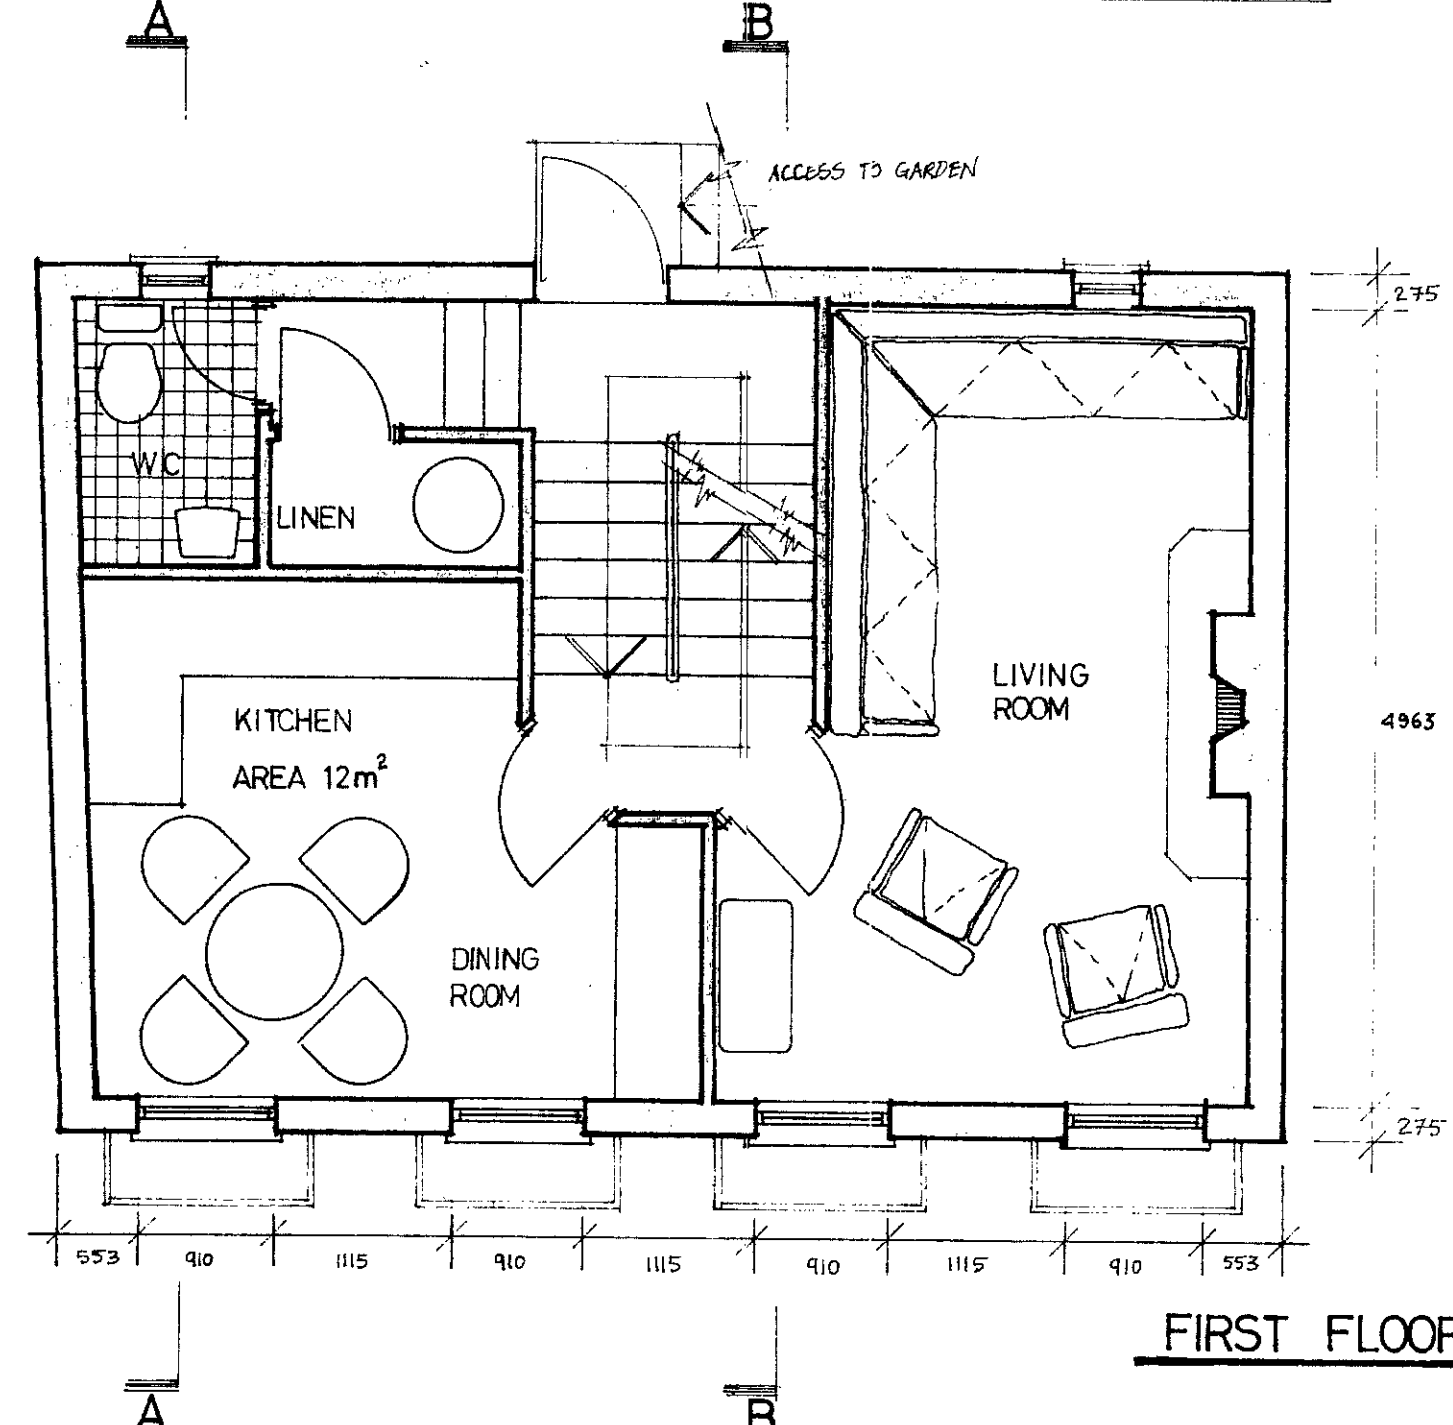 A
B
ACCESS TO GARDEN
275
WC
LINEN
LIVING
ROOM
4963
KITCHEN
AREA 12m²
DINING
ROOM
275
553 910 1115 910 1115 910 1115 910 553
FIRST FLOOR
A
B